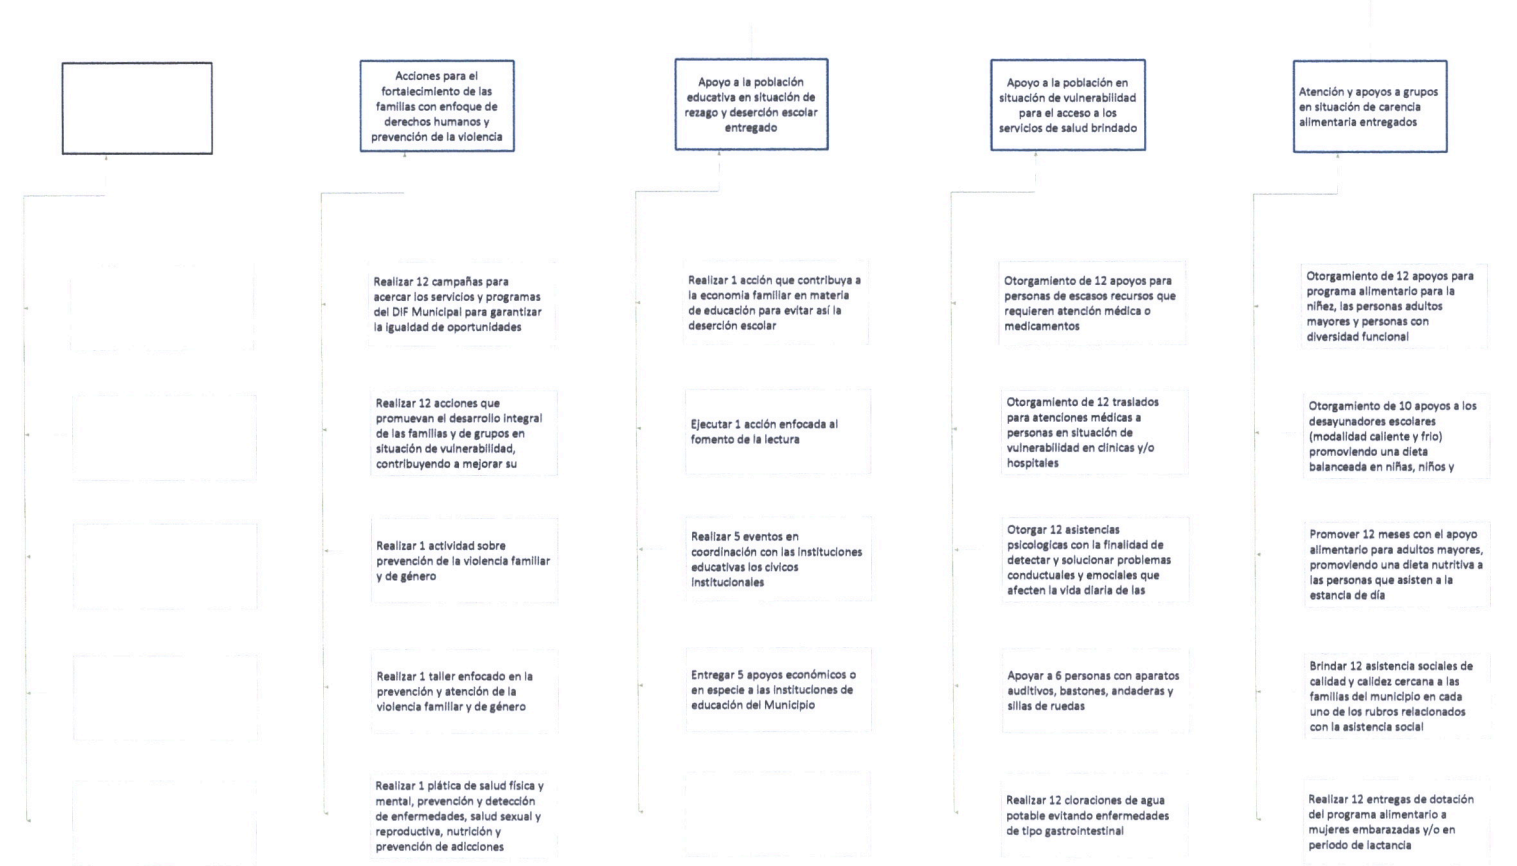 Acciones para el
fortalecimiento de las
familias con enfoque de
derechos humanos y
prevención de la violencia
Apoyo a la población
educativa en situación de
rezago y deserción escolar
entregado
Apoyo a la población en
situación de vulnerabilidad
para el acceso a los
servicios de salud brindado
Atención y apoyos a grupos
en situación de carencia
alimentaria entregados
Realizar 12 campañas para
acercar los servicios y programas
del DIF Municipal para garantizar
la igualdad de oportunidades
Realizar 1 acción que contribuya a
la economía familiar en materia
de educación para evitar así la
deserción escolar
Otorgamiento de 12 apoyos para
personas de escasos recursos que
requieren atención médica o
medicamentos
Otorgamiento de 12 apoyos para
programa alimentario para la
niñez, las personas adultos
mayores y personas con
diversidad funcional
Realizar 12 acciones que
promuevan el desarrollo integral
de las familias y de grupos en
situación de vulnerabilidad,
contribuyendo a mejorar su
Ejecutar 1 acción enfocada al
fomento de la lectura
Otorgamiento de 12 traslados
para atenciones médicas a
personas en situación de
vulnerabilidad en clínicas y/o
hospitales
Otorgamiento de 10 apoyos a los
desayunadores escolares
(modalidad caliente y frio)
promoviendo una dieta
balanceada en niñas, niños y
Realizar 1 actividad sobre
prevención de la violencia familiar
y de género
Realizar 5 eventos en
coordinación con las instituciones
educativas los cívicos
institucionales
Otorgar 12 asistencias
psicologicas con la finalidad de
detectar y solucionar problemas
conductuales y emociales que
afecten la vida diaria de las
Promover 12 meses con el apoyo
alimentario para adultos mayores,
promoviendo una dieta nutritiva a
las personas que asisten a la
estancia de día
Realizar 1 taller enfocado en la
prevención y atención de la
violencia familiar y de género
Entregar 5 apoyos económicos o
en especie a las instituciones de
educación del Municipio
Apoyar a 6 personas con aparatos
auditivos, bastones, andaderas y
sillas de ruedas
Brindar 12 asistencia sociales de
calidad y calidez cercana a las
familias del municipio en cada
uno de los rubros relacionados
con la asistencia social
Realizar 1 plática de salud física y
mental, prevención y detección
de enfermedades, salud sexual y
reproductiva, nutrición y
prevención de adicciones
Realizar 12 cloraciones de agua
potable evitando enfermedades
de tipo gastrointestinal
Realizar 12 entregas de dotación
del programa alimentario a
mujeres embarazadas y/o en
período de lactancia